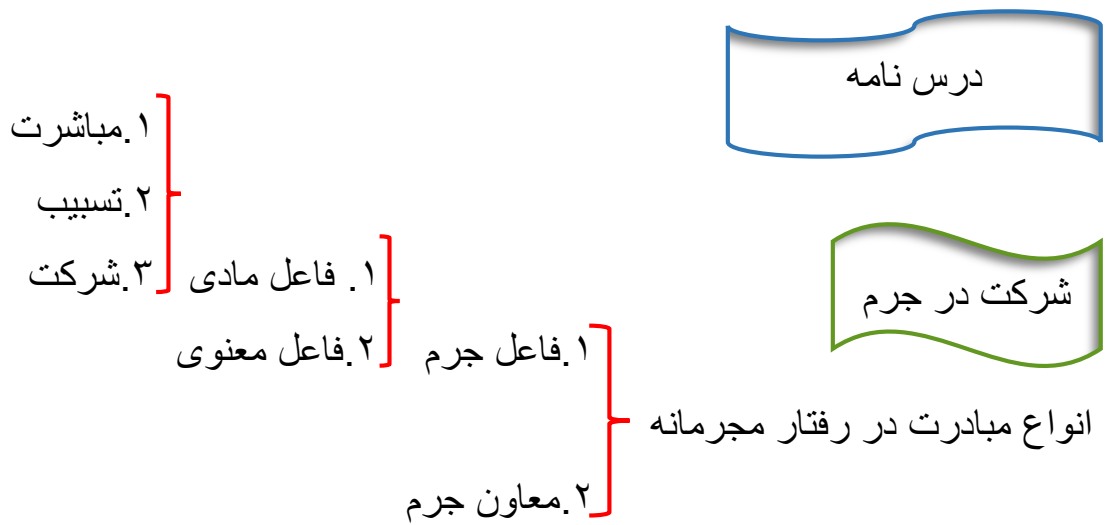 درس نامه
شرکت در جرم
انواع مبادرت در رفتار مجرمانه
۱.فاعل جرم
۲.معاون جرم
۱. فاعل مادی
۲.فاعل معنوی
۱.مباشرت
۲.تسبیب
۳.شرکت